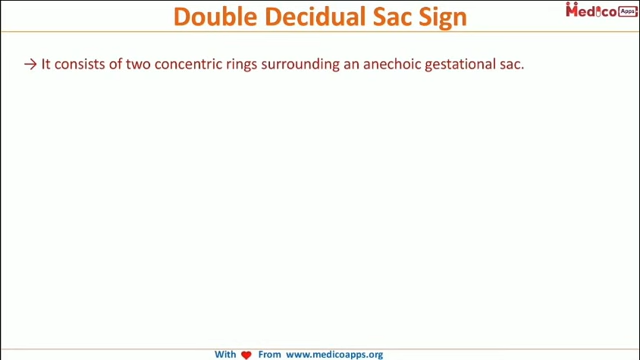 Double Decidual Sac Sign
Medico Apps
→ It consists of two concentric rings surrounding an anechoic gestational sac.
With ❤ From www.medicoapps.org